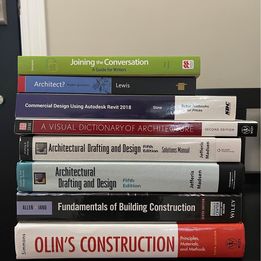 Joining the Conversation
A Guide for Writers
Architect?
Lewis
Commercial Design Using Autodesk Revit 2018
Stine
SDC
A VISUAL DICTIONARY OF ARCHITECTURE
SECOND EDITION
Architectural
Drafting and Design
Fifth
Edition
Solutions Manual
Jefferis
Madsen
Architectural
Drafting and Design
Fifth
Edition
Jefferis
Madsen
ALLEN
IANO
Fundamentals of Building Construction
WILEY
OLIN'S CONSTRUCTION
Principles,
Materials,
and Methods